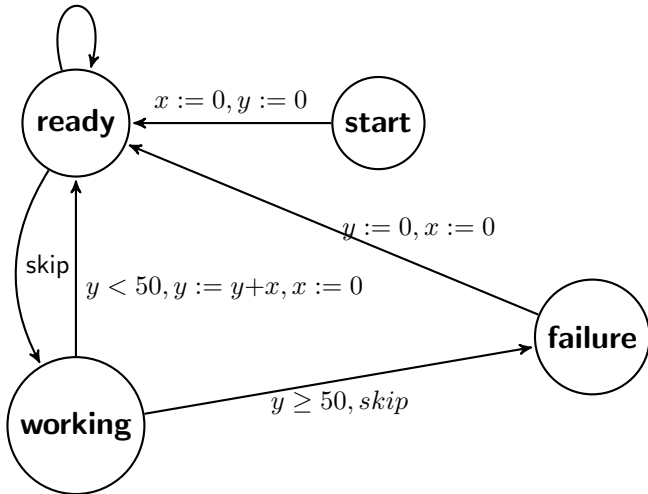 x := 0, y := 0
ready
start
y := 0, x := 0
skip
y < 50, y := y+x, x := 0
failure
y ≥ 50, skip
working